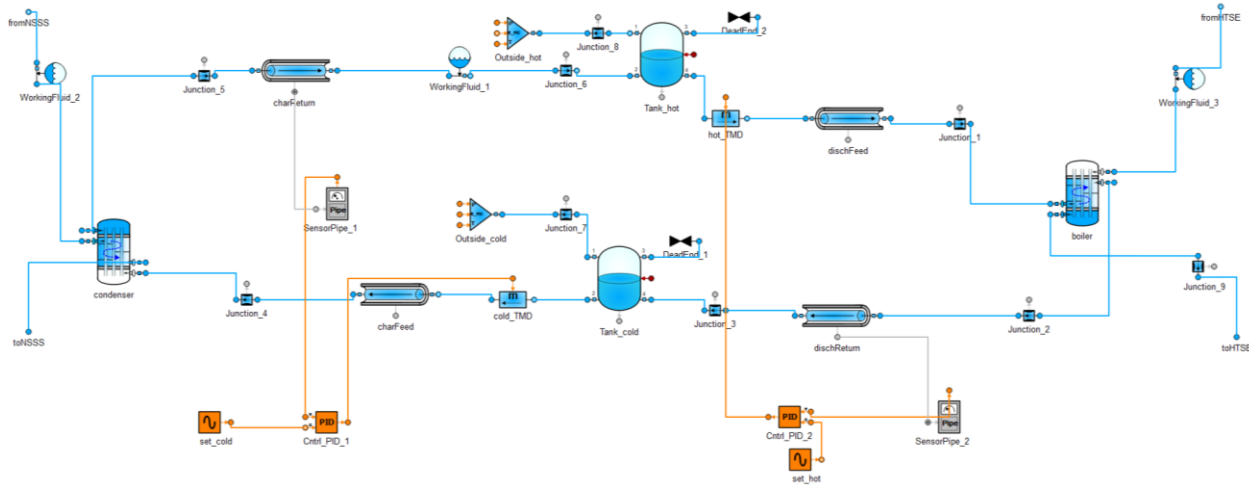 fromNSSS
fromHTSE
DeadEnd_2
Junction_8
Outside_hot
WorkingFluid_2
Junction_5
charReturn
WorkingFluid_1
Junction_6
Tank_hot
WorkingFluid_3
hot_TMD
dischFeed
Junction_1
Pipe
SensorPipe_1
Outside_cold
Junction_7
DeadEnd_1
boiler
condenser
m
Junction_4
charFeed
cold_TMD
Tank_cold
Junction_3
dischReturn
Junction_2
Junction_9
toNSSS
toHTSE
PID
set_cold
Cntrl_PID_1
PID
Cntrl_PID_2
Pipe
SensorPipe_2
set_hot